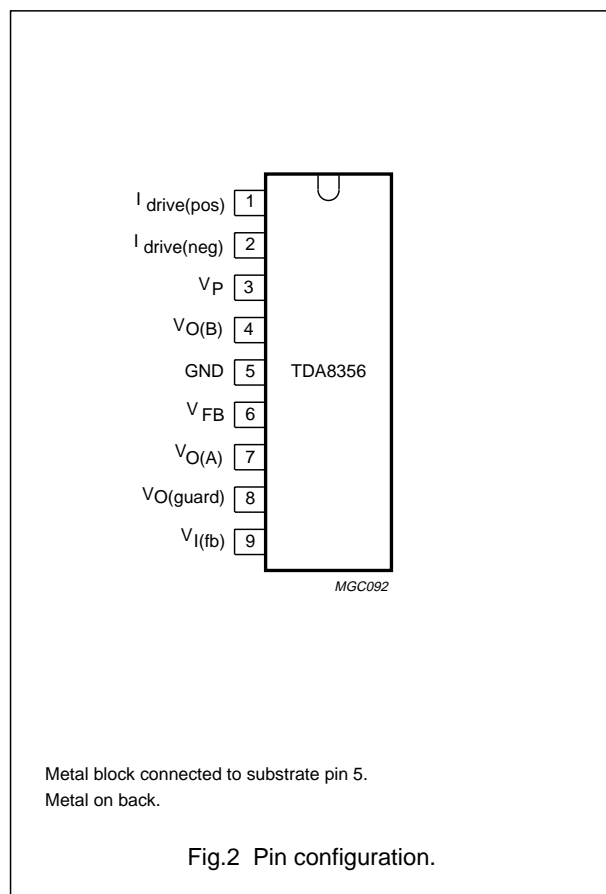 I drive(pos) 1
I drive(neg) 2
VP 3
VO(B) 4
GND 5 TDA8356
VFB 6
VO(A) 7
VO(guard) 8
VI(fb) 9
MGC092
Metal block connected to substrate pin 5.
Metal on back.
Fig.2 Pin configuration.